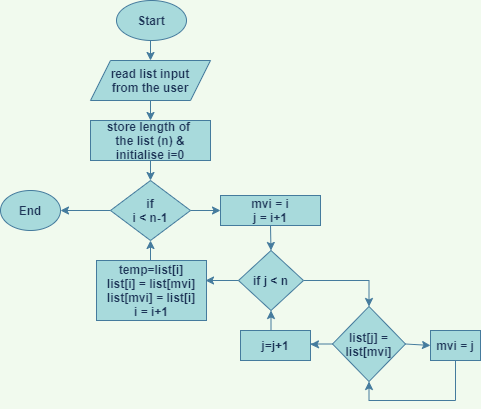 Start
read list input
from the user
store length of
the list (n) &
initialise i=0
if
i < n-1
End
mvi = i
j = i+1
temp=list[i]
list[i] = list[mvi]
list[mvi] = list[i]
i = i+1
if j < n
j=j+1
list[j] =
list[mvi]
mvi = j